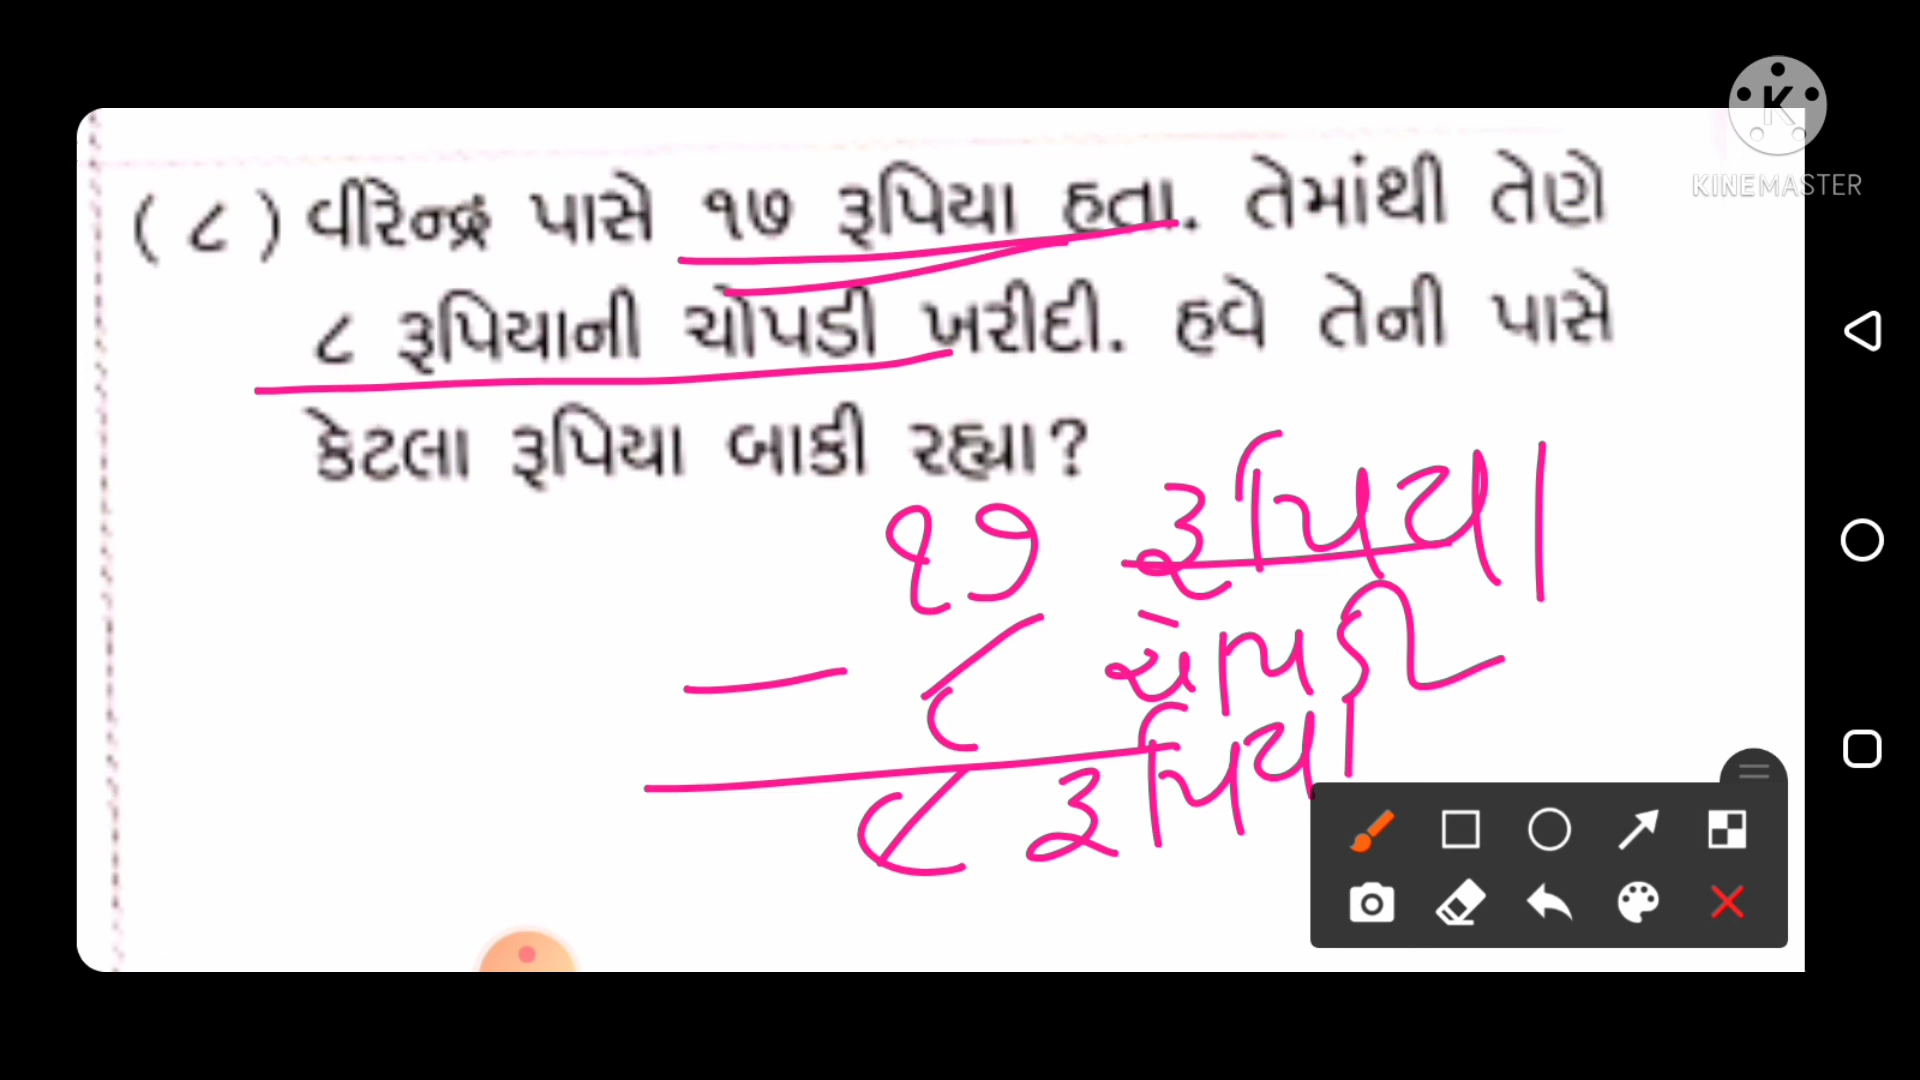 (૮) વીરેન્દ્ર પાસે ૧૭ રૂપિયા હતા. તેમાંથી તેણે
૮ રૂપિયાની ચોપડી ખરીદી. હવે તેની પાસે
કેટલા રૂપિયા બાકી રહ્યા?
૧૭ રૂપિયા
– ૮ ચોપડી
૯ રૂપિયા
K
KINEMASTER